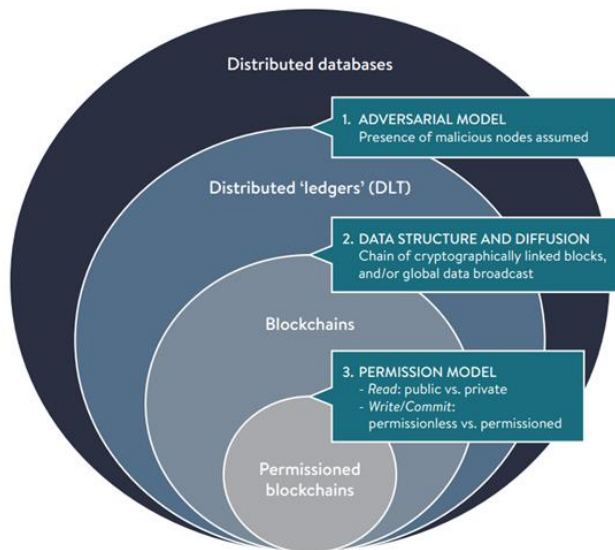 Distributed databases
1. ADVERSARIAL MODEL
Presence of malicious nodes assumed
Distributed ‘ledgers’ (DLT)
2. DATA STRUCTURE AND DIFFUSION
Chain of cryptographically linked blocks,
and/or global data broadcast
Blockchains
3. PERMISSION MODEL
- Read: public vs. private
- Write/Commit:
permissionless vs. permissioned
Permissioned
blockchains